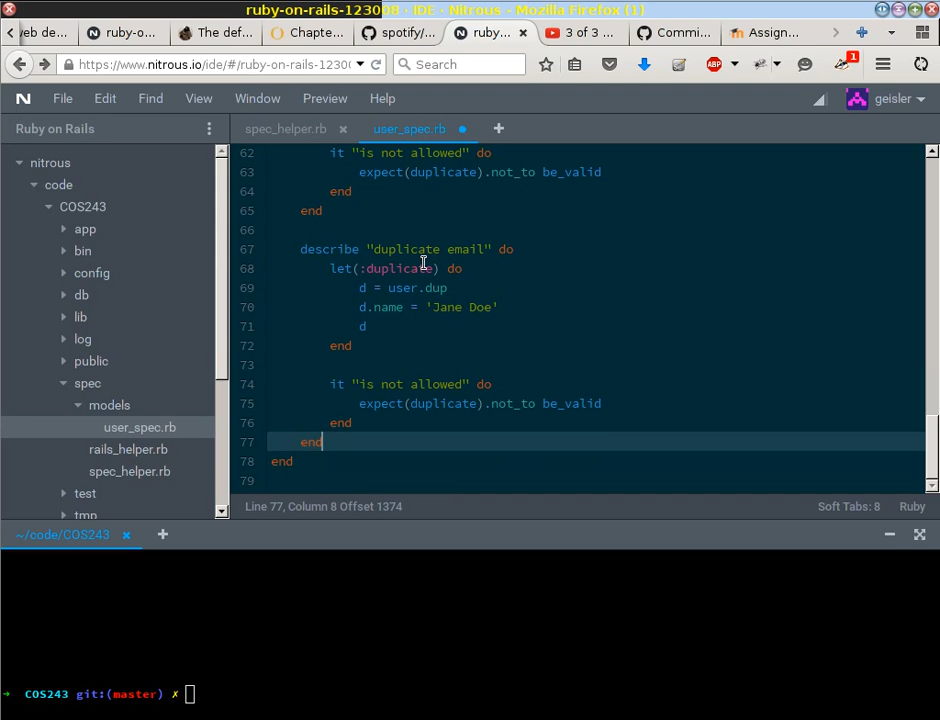 ruby-on-rails-123008 - IDE - Nitrous - Mozilla Firefox (1)
web de... ruby-o... The def... Chapte... spotify/... ruby... × 3 of 3 ... Commi... Assign...
https://www.nitrous.io/ide/#/ruby-on-rails-1230 Search ABP 1
N File Edit Find View Window Preview Help geisler
Ruby on Rails spec_helper.rb × user_spec.rb
nitrous
code
COS243
app
bin
config
db
lib
log
public
spec
models
user_spec.rb
rails_helper.rb
spec_helper.rb
test
tmp
62 it "is not allowed" do
63 expect(duplicate).not_to be_valid
64 end
65 end
66
67 describe "duplicate email" do
68 let(:duplicate) do
69 d = user.dup
70 d.name = 'Jane Doe'
71 d
72 end
73
74 it "is not allowed" do
75 expect(duplicate).not_to be_valid
76 end
77 end
78 end
79
Line 77, Column 8 Offset 1374 Soft Tabs: 8 Ruby
~/code/COS243 ×
→ COS243 git:(master) ✗